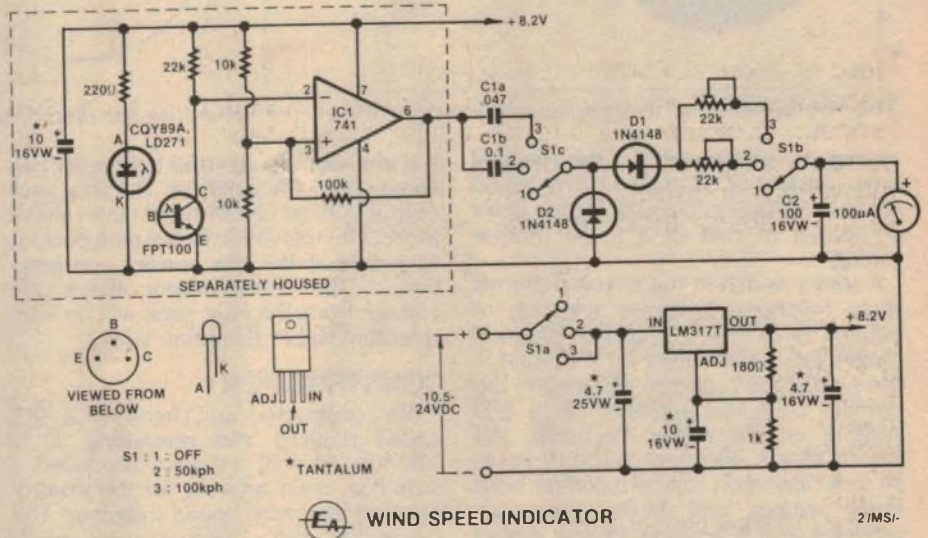 +8.2V
220Ω
22k
10k
*
10
16VW
+
-
2
7
IC1
741
6
3
4
C1a
.047
C1b
0.1
3
2
S1c
1
D1
1N4148
22k
3
22k
2
S1b
1
C2
100
16VW
+
-
100μA
+
CQY89A,
LD271
A
K
10k
100k
B
C
E
FPT100
D2
1N4148
SEPARATELY HOUSED
B
E
C
VIEWED FROM
BELOW
A
K
ADJ
IN
OUT
S1 : 1 : OFF
2 : 50kph
3 : 100kph
*TANTALUM
10.5-
24VDC
S1a
1
2
3
*
4.7
25VW
+
-
IN
LM317T
OUT
ADJ
180Ω
*
10
16VW
+
-
1k
*
4.7
16VW
+
-
+8.2V
EA WIND SPEED INDICATOR
2/MS/-